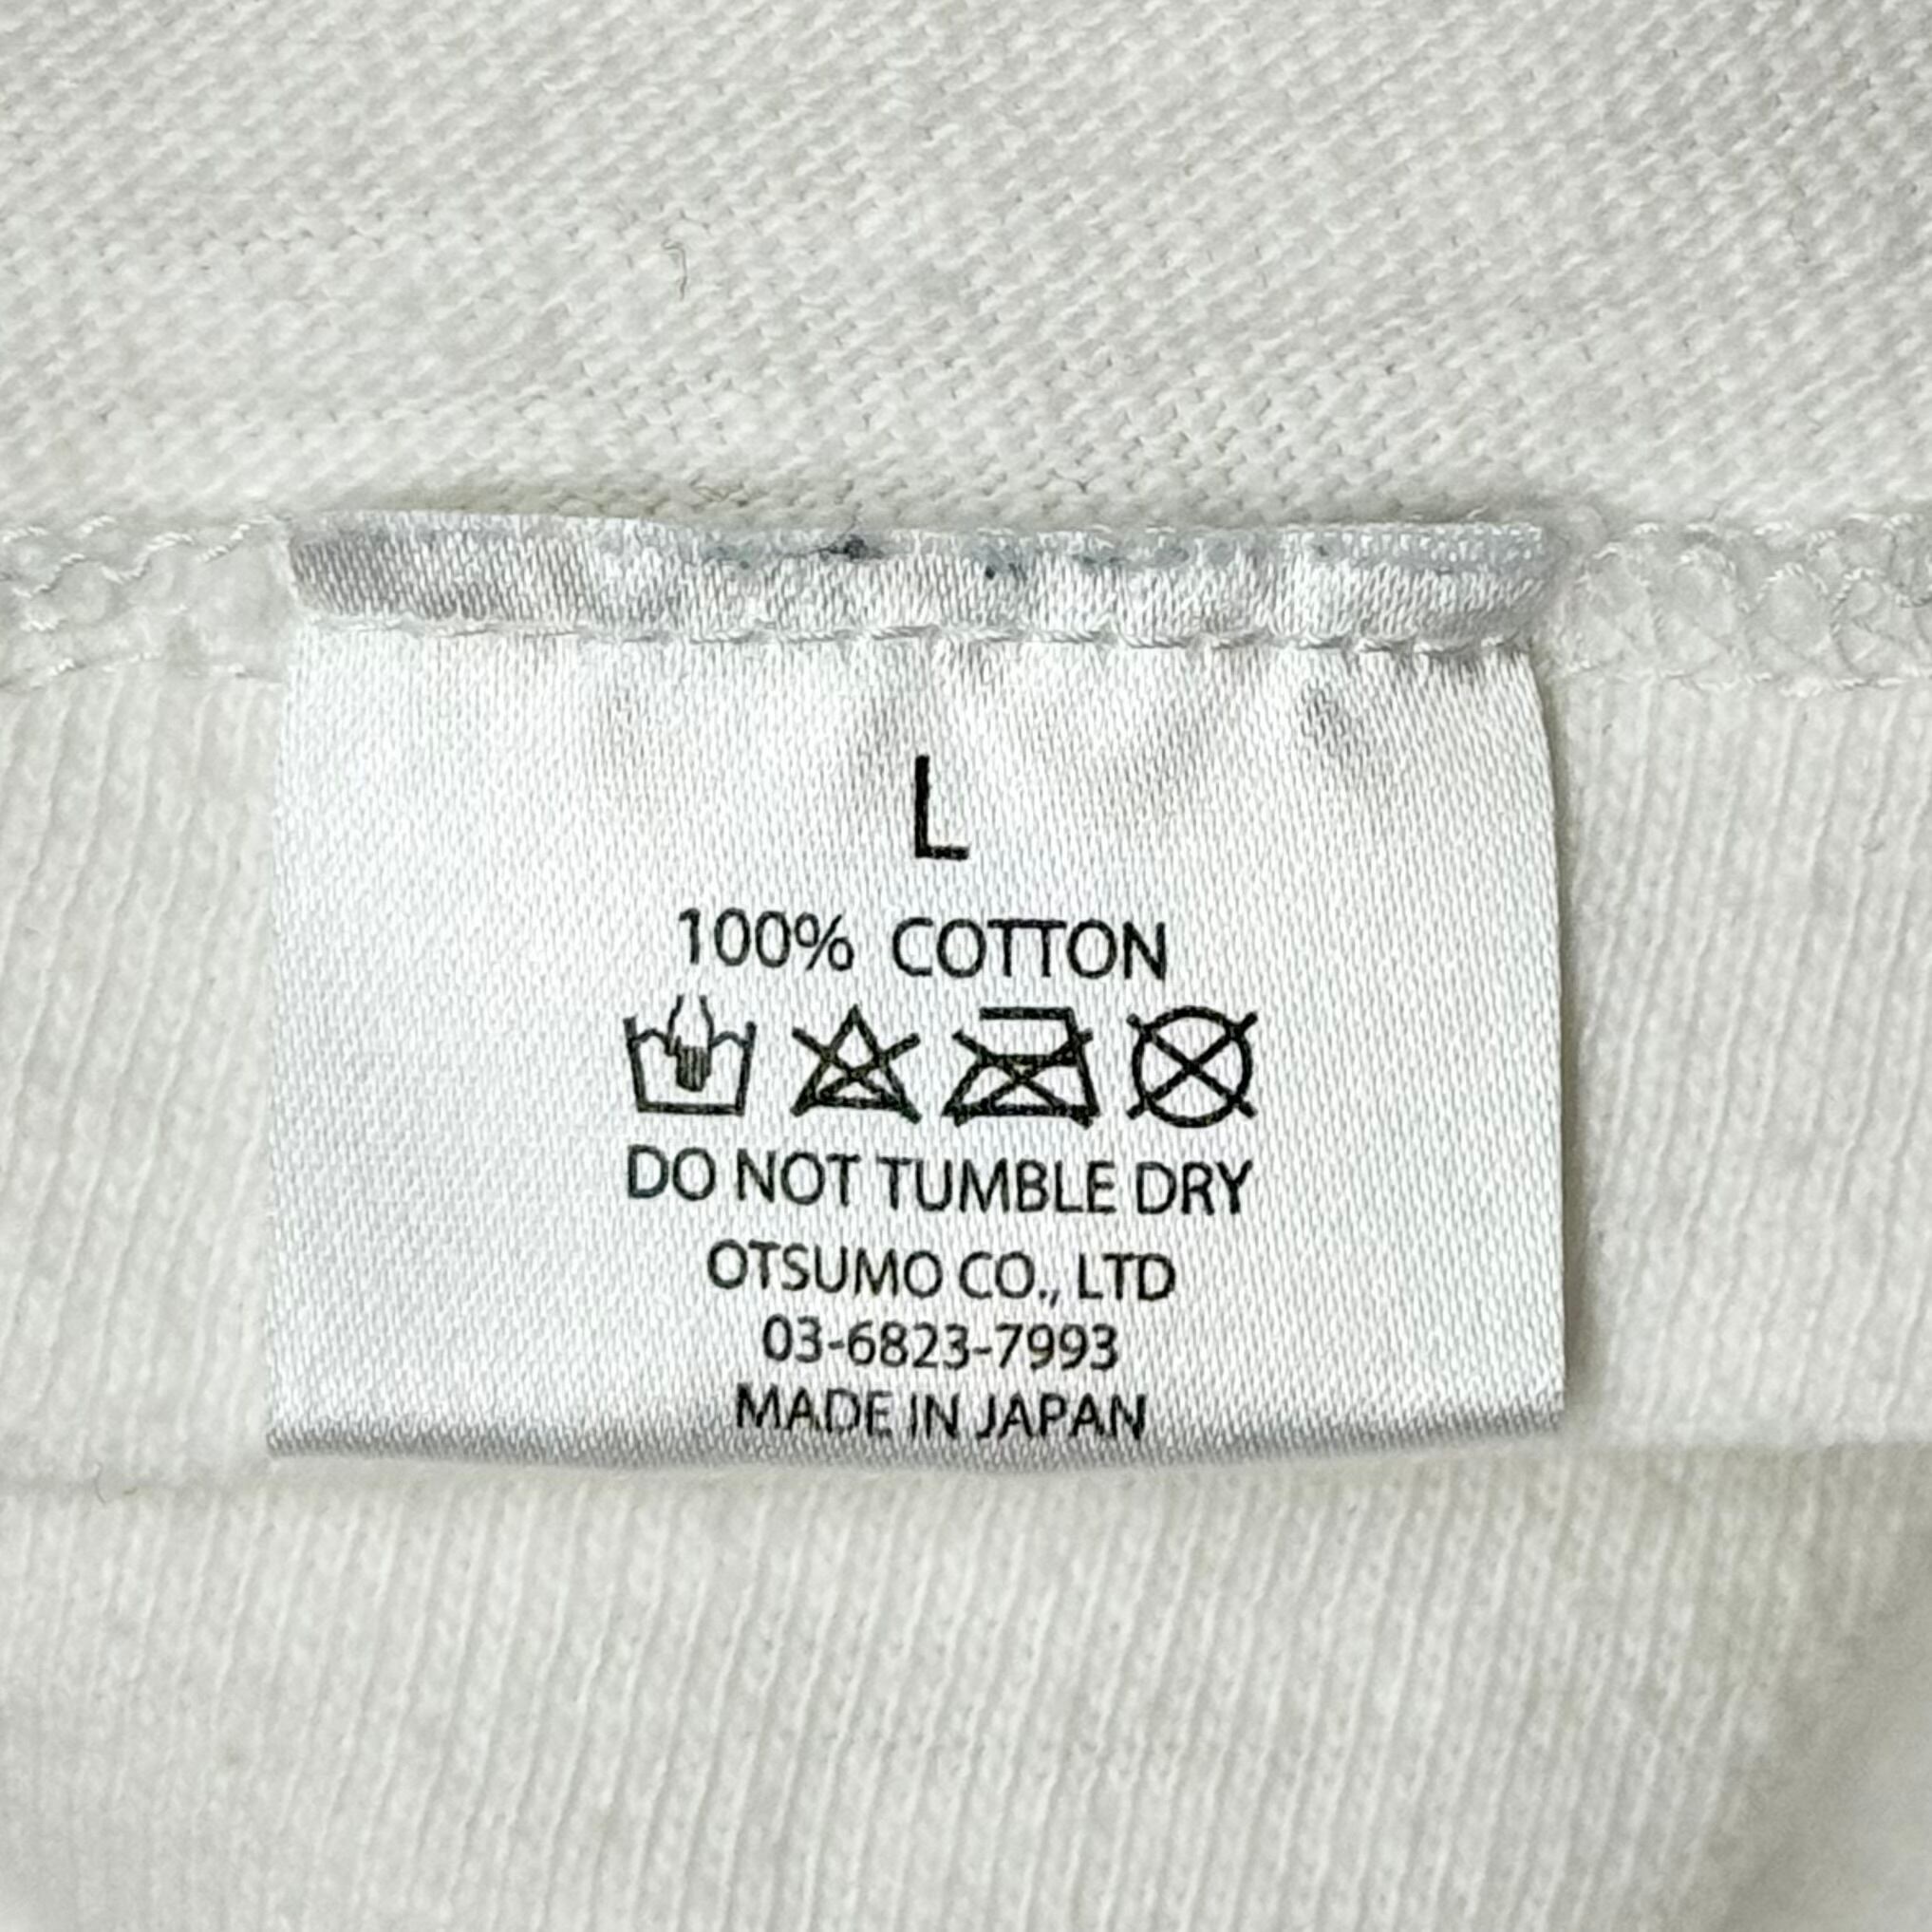 L
100% COTTON
DO NOT TUMBLE DRY
OTSUMO CO., LTD
03-6823-7993
MADE IN JAPAN